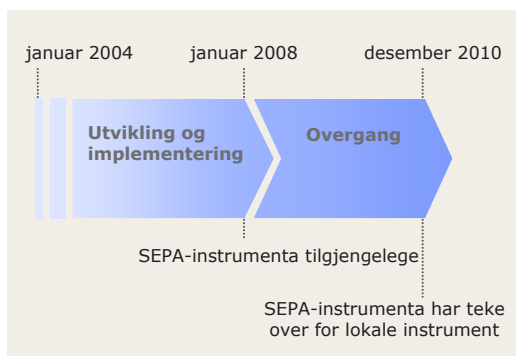 januar 2004
januar 2008
desember 2010
Utvikling og
implementering
Overgang
SEPA-instrumenta tilgjengelege
SEPA-instrumenta har teke
over for lokale instrument